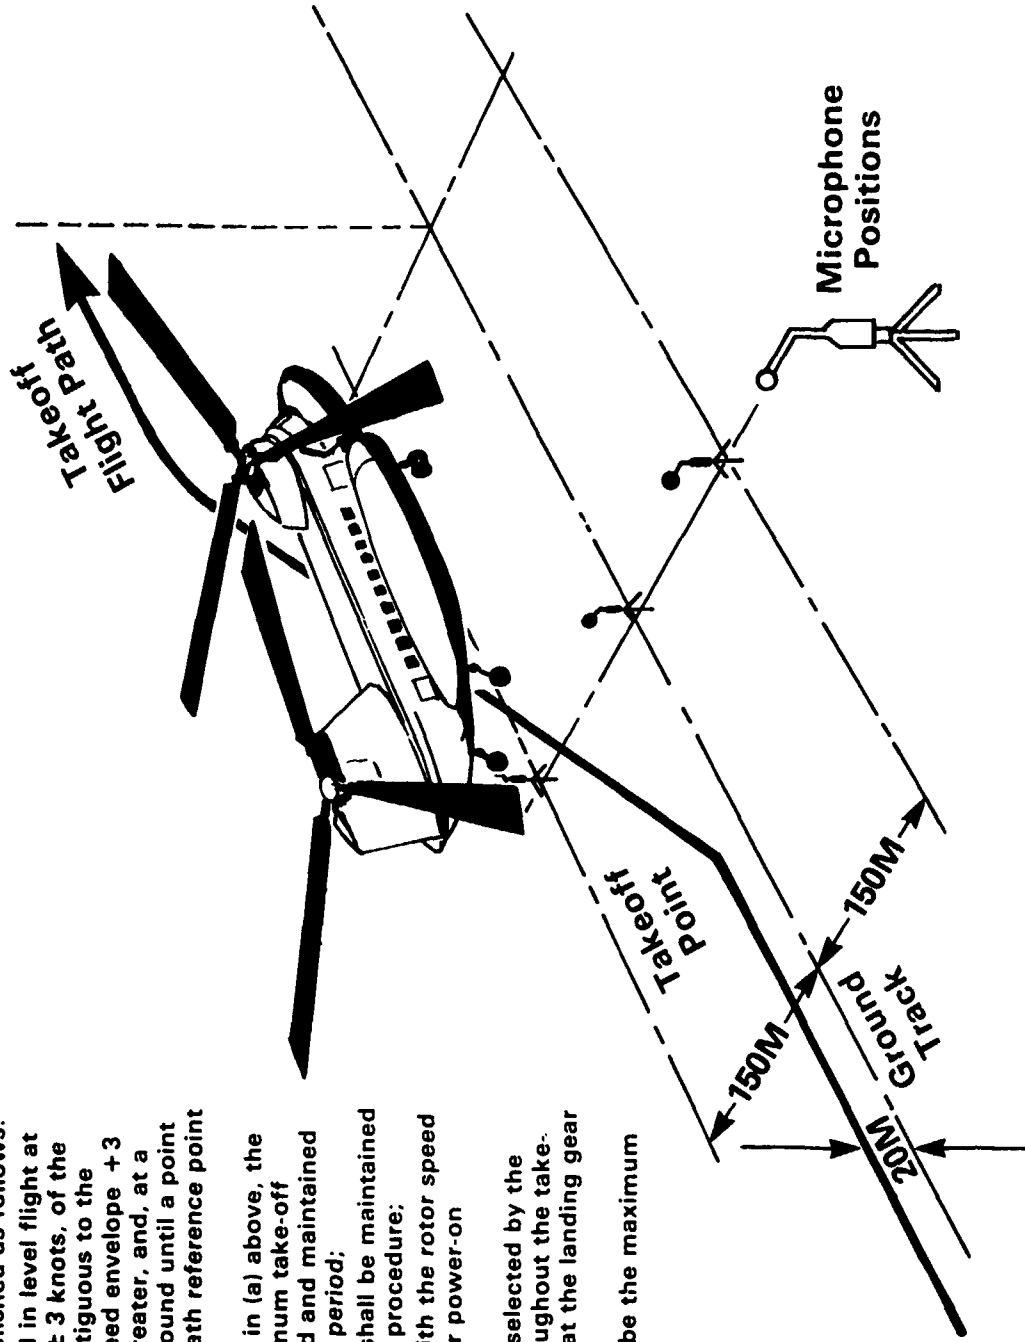 ...shed as follows:
in level flight at
± 3 knots, of the
tiguous to the
ed envelope +3
eater, and, at a
ound until a point
ath reference point
in (a) above, the
num take-off
d and maintained
period;
shall be maintained
procedure;
ith the rotor speed
r power-on
selected by the
ughout the take-
at the landing gear
be the maximum
Takeoff
Flight Path
Microphone
Positions
Takeoff
Point
150M
150M
Ground
Track
20M